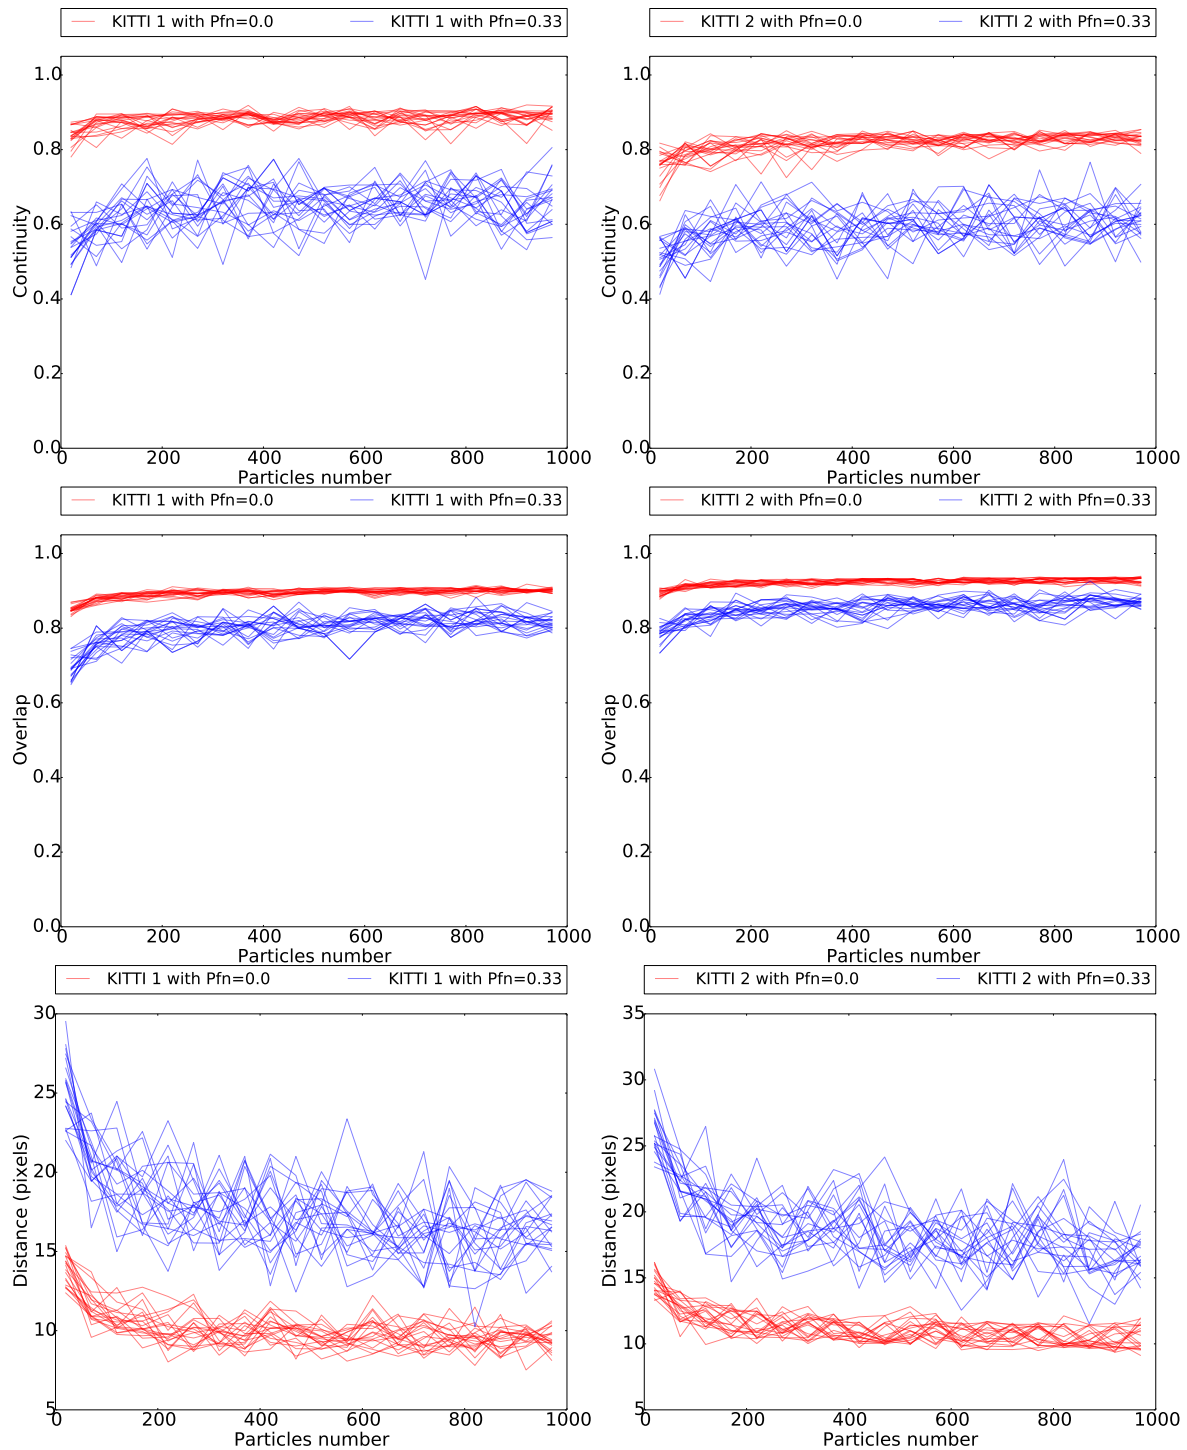 KITTI 1 with Pfn=0.0 KITTI 1 with Pfn=0.33
1.0
0.8
0.6
0.4
0.2
0.0
Continuity
0 200 400 600 800 1000
Particles number
KITTI 2 with Pfn=0.0 KITTI 2 with Pfn=0.33
1.0
0.8
0.6
0.4
0.2
0.0
Continuity
0 200 400 600 800 1000
Particles number
KITTI 1 with Pfn=0.0 KITTI 1 with Pfn=0.33
1.0
0.8
0.6
0.4
0.2
0.0
Overlap
0 200 400 600 800 1000
Particles number
KITTI 2 with Pfn=0.0 KITTI 2 with Pfn=0.33
1.0
0.8
0.6
0.4
0.2
0.0
Overlap
0 200 400 600 800 1000
Particles number
KITTI 1 with Pfn=0.0 KITTI 1 with Pfn=0.33
30
25
20
15
10
5
Distance (pixels)
0 200 400 600 800 1000
Particles number
KITTI 2 with Pfn=0.0 KITTI 2 with Pfn=0.33
35
30
25
20
15
10
5
Distance (pixels)
0 200 400 600 800 1000
Particles number